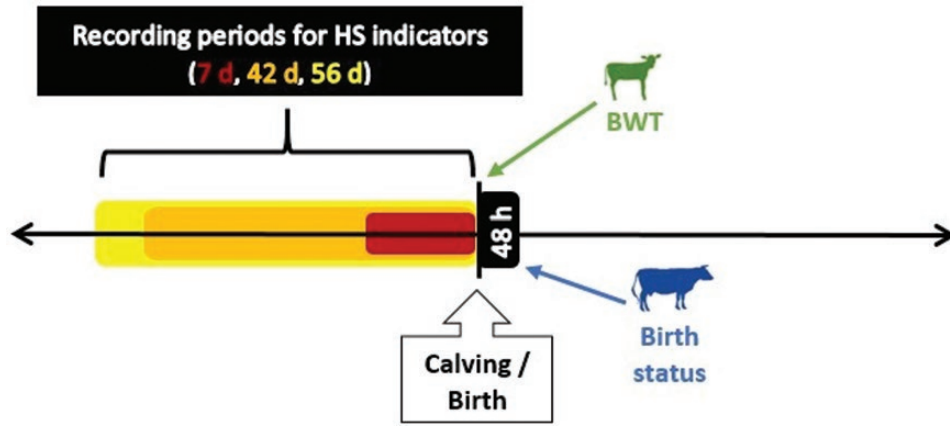 Recording periods for HS indicators
(7 d, 42 d, 56 d)
BWT
48 h
Birth
status
Calving /
Birth